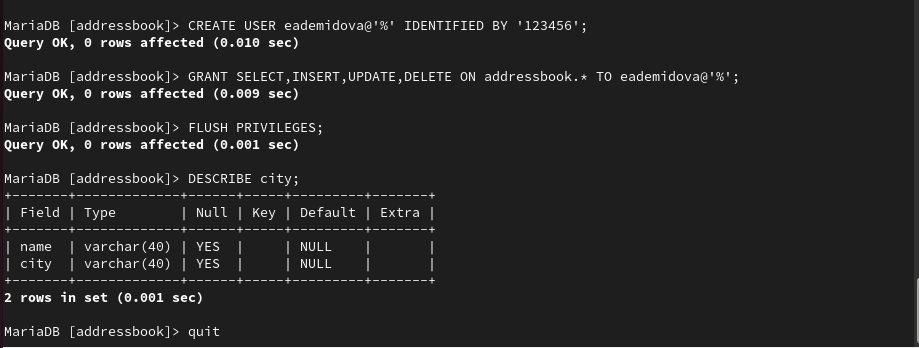 MariaDB [addressbook]> CREATE USER eademidova@'%' IDENTIFIED BY '123456';
Query OK, 0 rows affected (0.010 sec)
MariaDB [addressbook]> GRANT SELECT,INSERT,UPDATE,DELETE ON addressbook.* TO eademidova@'%';
Query OK, 0 rows affected (0.009 sec)
MariaDB [addressbook]> FLUSH PRIVILEGES;
Query OK, 0 rows affected (0.001 sec)
MariaDB [addressbook]> DESCRIBE city;
+-------+-------------+------+-----+---------+-------+
| Field | Type        | Null | Key | Default | Extra |
+-------+-------------+------+-----+---------+-------+
| name  | varchar(40) | YES  |     | NULL    |       |
| city  | varchar(40) | YES  |     | NULL    |       |
+-------+-------------+------+-----+---------+-------+
2 rows in set (0.001 sec)
MariaDB [addressbook]> quit